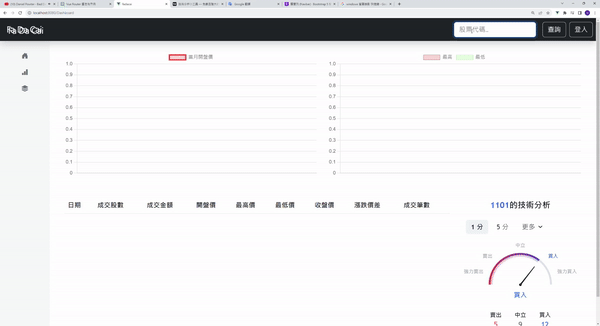 Fa Da Cai
股票代碼...
查詢
登入
當月開盤價
1.0
0.9
0.8
0.7
0.6
0.5
0.4
0.3
0.2
0.1
0
最高
最低
1.0
0.9
0.8
0.7
0.6
0.5
0.4
0.3
0.2
0.1
0
日期 成交股數 成交金額 開盤價 最高價 最低價 收盤價 漲跌價差 成交筆數
1101的技術分析
1 分 5 分 更多
中立
賣出 買入
強力賣出 強力買入
買入
賣出 中立 買入
5 9 12